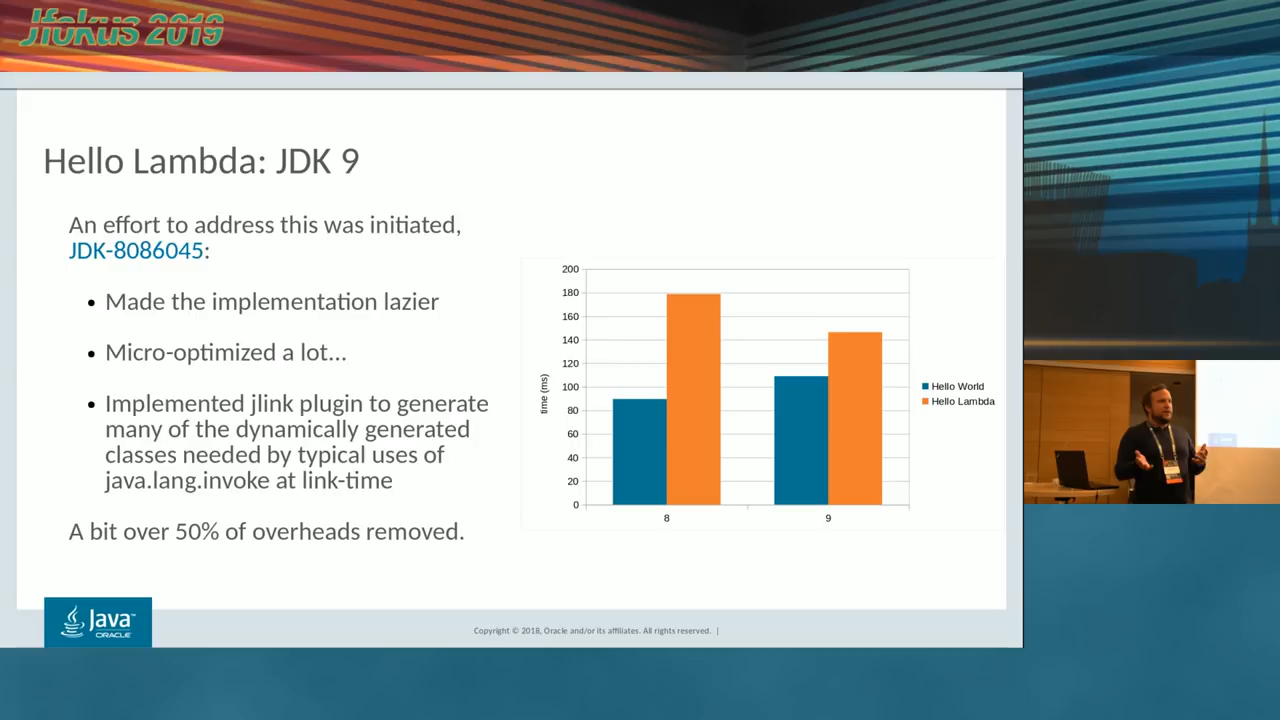 Jfokus 2019
Hello Lambda: JDK 9
An effort to address this was initiated,
JDK-8086045:
• Made the implementation lazier
• Micro-optimized a lot...
• Implemented jlink plugin to generate
many of the dynamically generated
classes needed by typical uses of
java.lang.invoke at link-time
A bit over 50% of overheads removed.
200
180
160
140
120
100
80
60
40
20
0
time (ms)
8
9
Hello World
Hello Lambda
Java™
ORACLE
Copyright © 2018, Oracle and/or its affiliates. All rights reserved. |